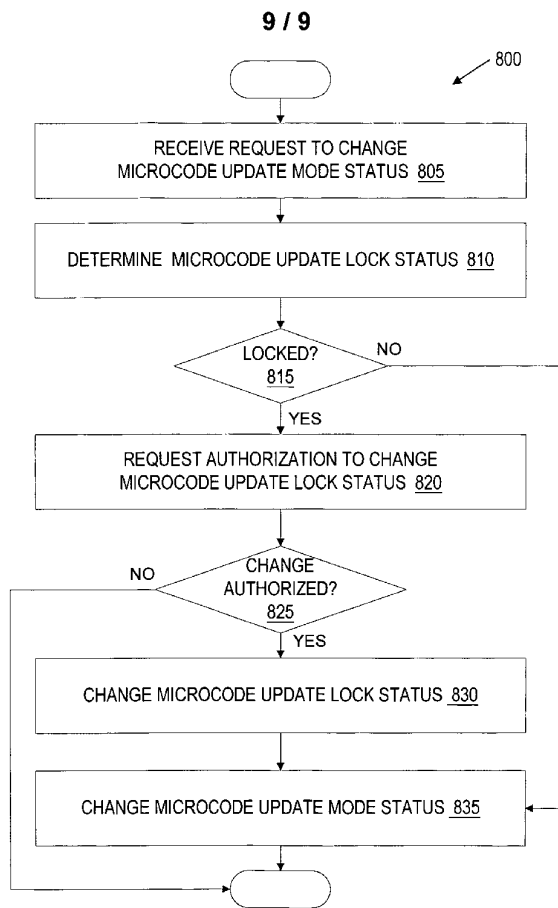 9 / 9
800
RECEIVE REQUEST TO CHANGE
MICROCODE UPDATE MODE STATUS 805
DETERMINE MICROCODE UPDATE LOCK STATUS 810
LOCKED?
NO
815
YES
REQUEST AUTHORIZATION TO CHANGE
MICROCODE UPDATE LOCK STATUS 820
NO
CHANGE
AUTHORIZED?
825
YES
CHANGE MICROCODE UPDATE LOCK STATUS 830
CHANGE MICROCODE UPDATE MODE STATUS 835